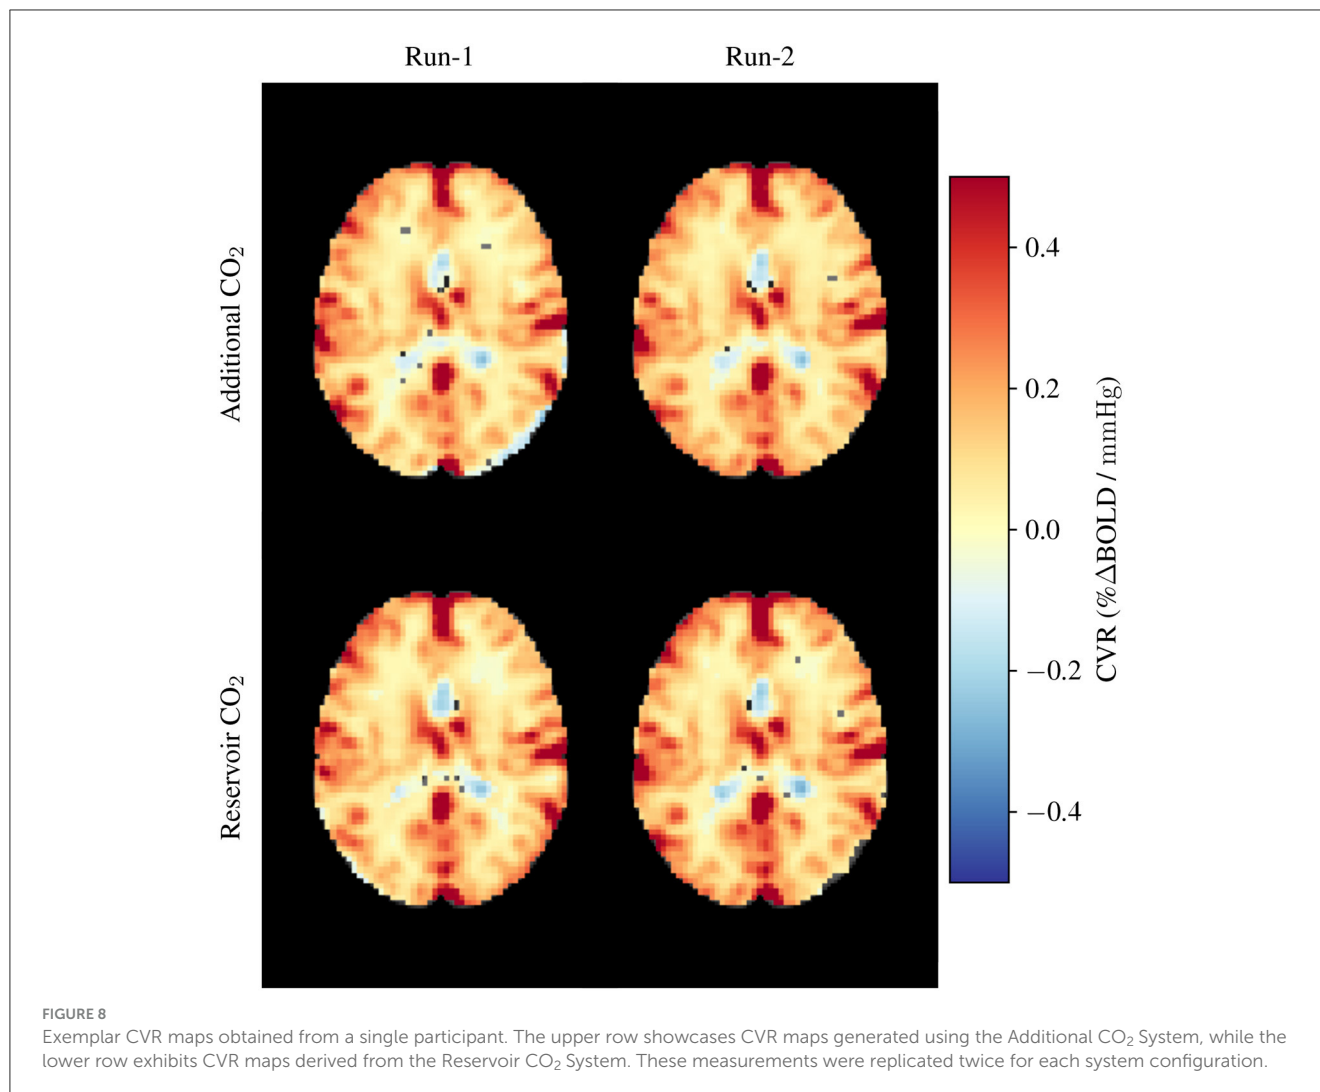 Run-1 Run-2
Additional CO₂
0.4
0.2
0.0
−0.2
−0.4
CVR (%ΔBOLD / mmHg)
Reservoir CO₂
FIGURE 8
Exemplar CVR maps obtained from a single participant. The upper row showcases CVR maps generated using the Additional CO₂ System, while the
lower row exhibits CVR maps derived from the Reservoir CO₂ System. These measurements were replicated twice for each system configuration.